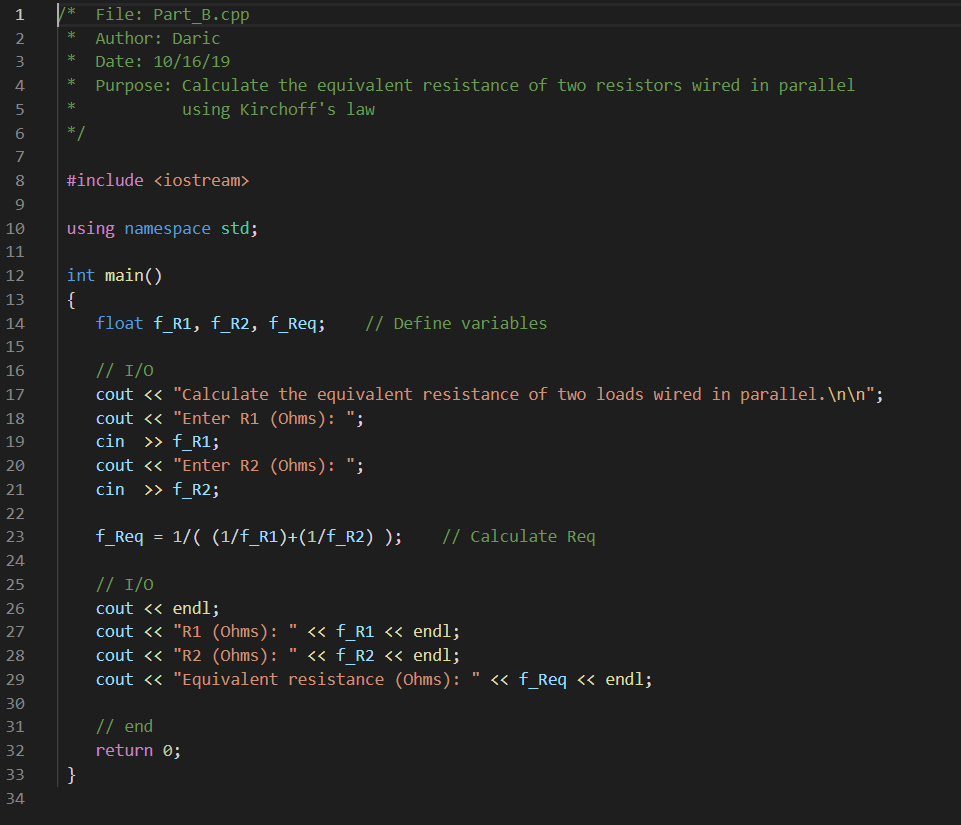 1 /*  File: Part_B.cpp
2 *  Author: Daric
3 *  Date: 10/16/19
4 *  Purpose: Calculate the equivalent resistance of two resistors wired in parallel
5 *           using Kirchoff's law
6 */
7
8 #include <iostream>
9
10 using namespace std;
11
12 int main()
13 {
14    float f_R1, f_R2, f_Req;    // Define variables
15
16    // I/O
17    cout << "Calculate the equivalent resistance of two loads wired in parallel.\n\n";
18    cout << "Enter R1 (Ohms): ";
19    cin  >> f_R1;
20    cout << "Enter R2 (Ohms): ";
21    cin  >> f_R2;
22
23    f_Req = 1/( (1/f_R1)+(1/f_R2) );    // Calculate Req
24
25    // I/O
26    cout << endl;
27    cout << "R1 (Ohms): " << f_R1 << endl;
28    cout << "R2 (Ohms): " << f_R2 << endl;
29    cout << "Equivalent resistance (Ohms): " << f_Req << endl;
30
31    // end
32    return 0;
33 }
34